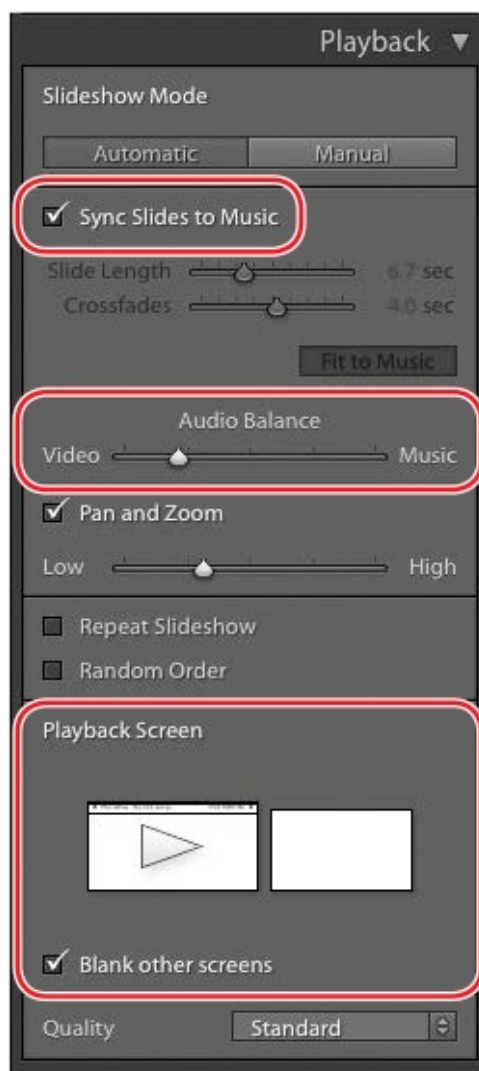 Playback
Slideshow Mode
Automatic Manual
Sync Slides to Music
Slide Length 6.7 sec
Crossfades 4.0 sec
Fit to Music
Audio Balance
Video Music
Pan and Zoom
Low High
Repeat Slideshow
Random Order
Playback Screen
Blank other screens
Quality Standard